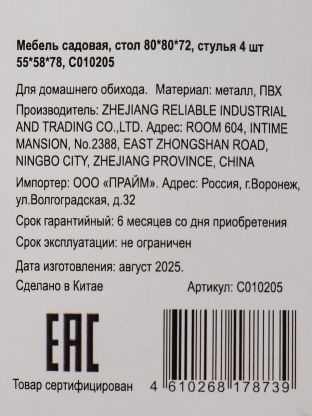 Мебель садовая, стол 80*80*72, стулья 4 шт
55*58*78, С010205
Для домашнего обихода. Материал: металл, ПВХ
Производитель: ZHEJIANG RELIABLE INDUSTRIAL
AND TRADING CO.,LTD. Адрес: ROOM 604, INTIME
MANSION, No.2388, EAST ZHONGSHAN ROAD,
NINGBO CITY, ZHEJIANG PROVINCE, CHINA
Импортер: ООО «ПРАЙМ». Адрес: Россия, г.Воронеж,
ул.Волгоградская, д.32
Срок гарантийный: 6 месяцев со дня приобретения
Срок эксплуатации: не ограничен
Дата изготовления: август 2025.
Сделано в Китае Артикул: С010205
EAC
Товар сертифицирован
4 610268 178739